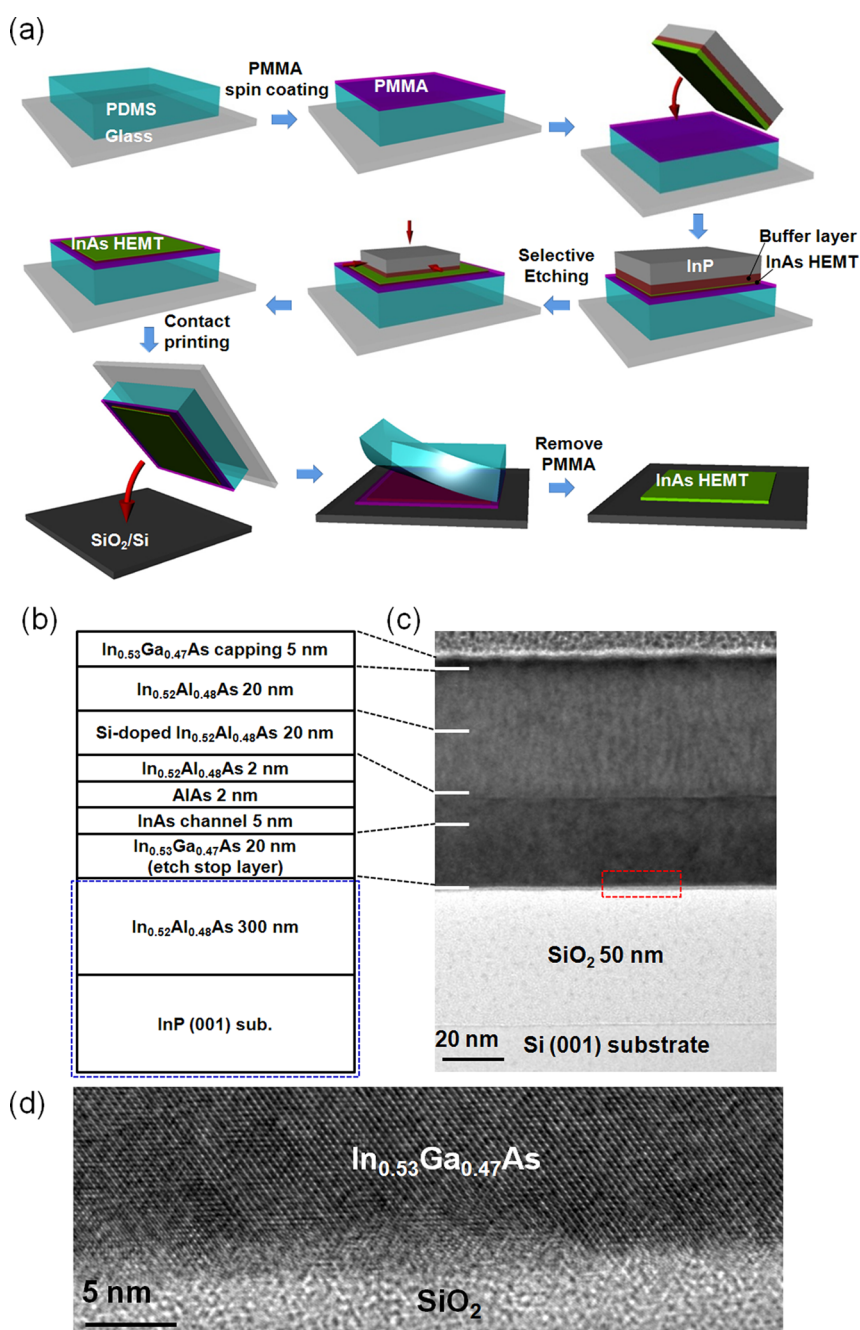 (a)
PMMA
spin coating
PDMS
Glass
PMMA
InAs HEMT
Selective
Etching
InP
Buffer layer
InAs HEMT
Contact
printing
SiO2/Si
Remove
PMMA
InAs HEMT
(b)
In0.53Ga0.47As capping 5 nm
In0.52Al0.48As 20 nm
Si-doped In0.52Al0.48As 20 nm
In0.52Al0.48As 2 nm
AlAs 2 nm
InAs channel 5 nm
In0.53Ga0.47As 20 nm
(etch stop layer)
In0.52Al0.48As 300 nm
InP (001) sub.
(c)
SiO2 50 nm
20 nm
Si (001) substrate
(d)
In0.53Ga0.47As
5 nm
SiO2